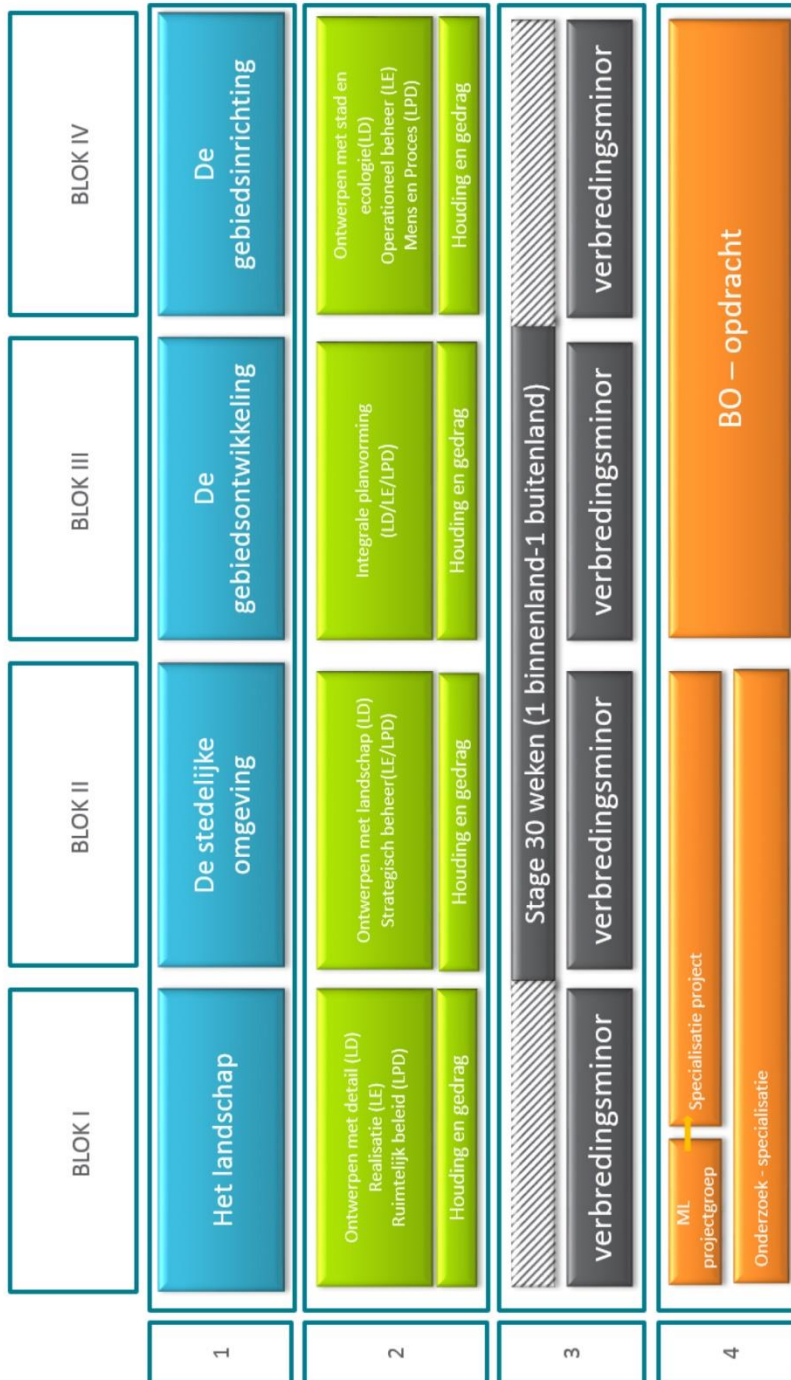 BLOK I
BLOK II
BLOK III
BLOK IV
1
Het landschap
De stedelijke
omgeving
De
gebiedsontwikkeling
De
gebiedsinrichting
2
Ontwerpen met detail (LD)
Realisatie (LE)
Ruimtelijk beleid (LPD)
Houding en gedrag
Ontwerpen met landschap (LD)
Strategisch beheer(LE/LPD)
Houding en gedrag
Integrale planvorming
(LD/LE/LPD)
Houding en gedrag
Ontwerpen met stad en
ecologie(LD)
Operationeel beheer (LE)
Mens en Proces (LPD)
Houding en gedrag
3
Stage 30 weken (1 binnenland-1 buitenland)
verbredingsminor
verbredingsminor
verbredingsminor
verbredingsminor
4
ML
projectgroep
Specialisatie project
Onderzoek - specialisatie
BO – opdracht